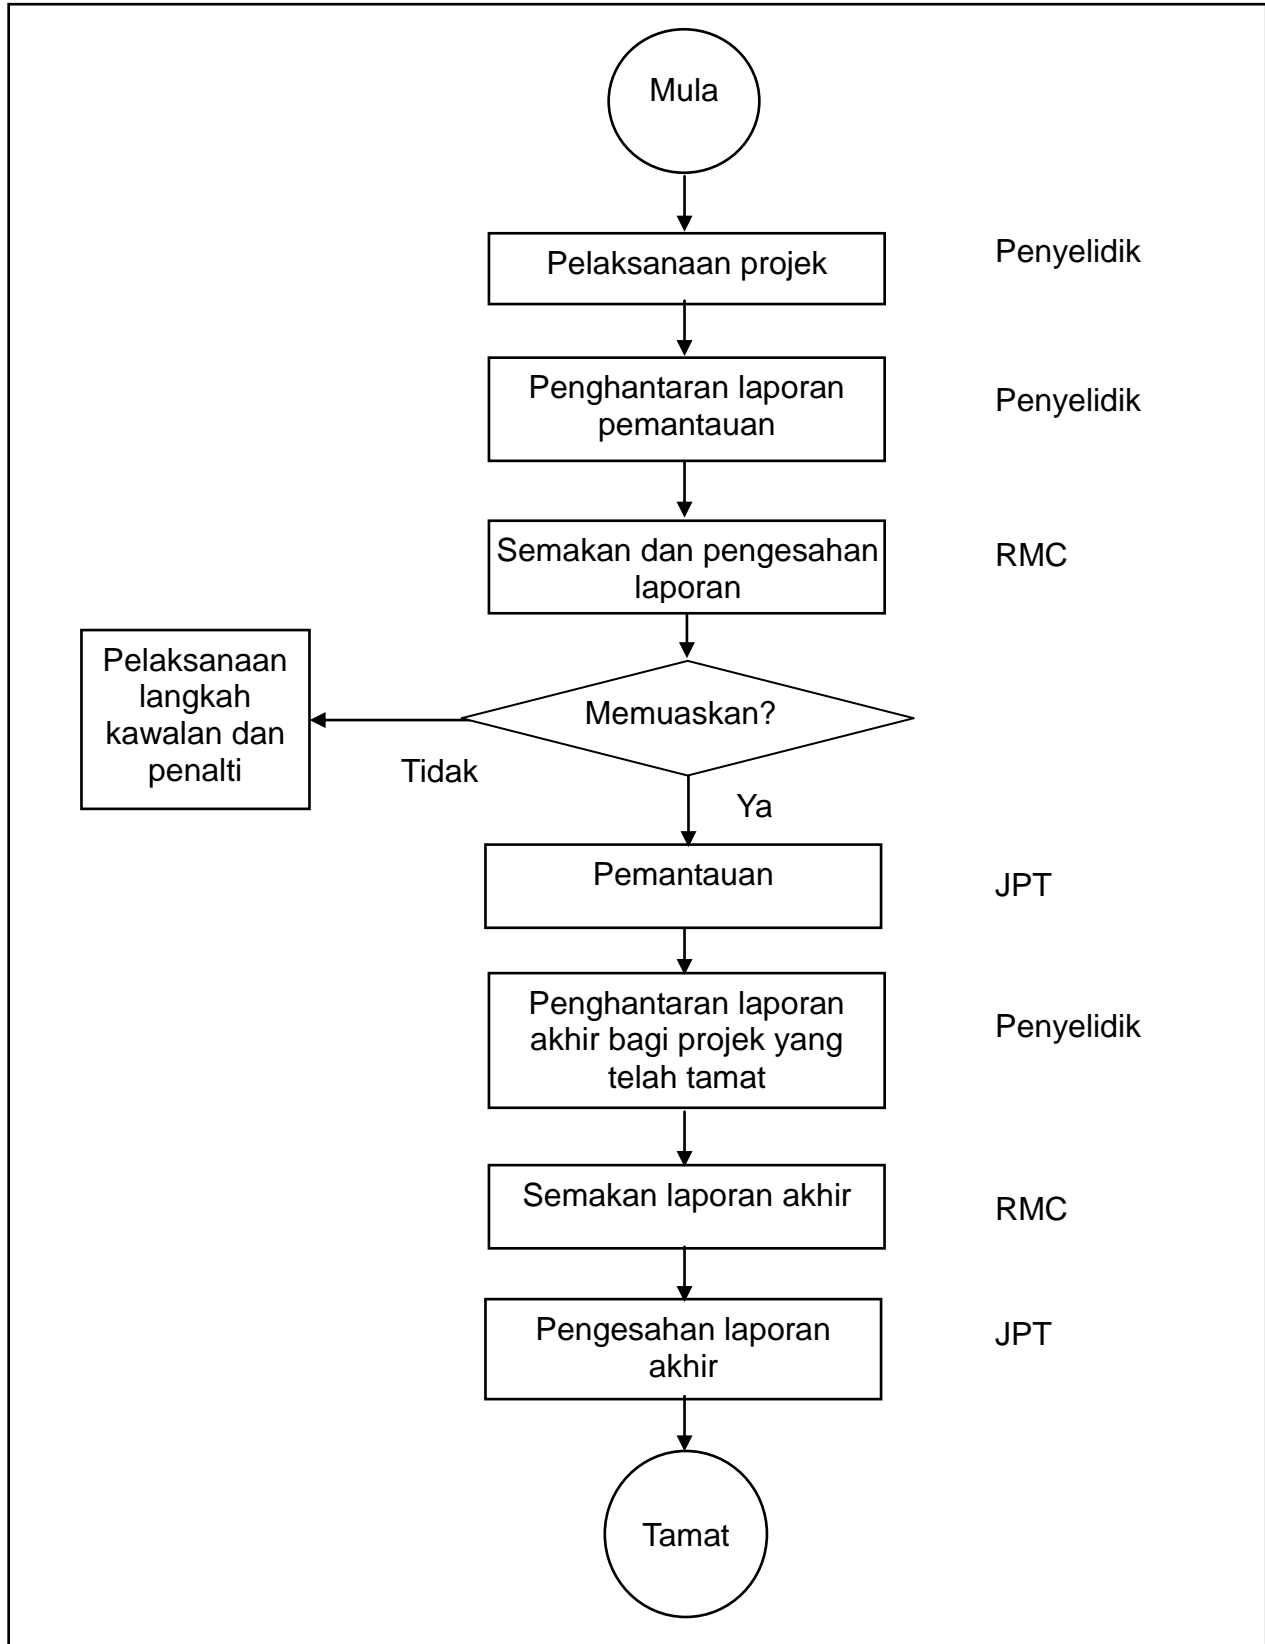 Mula
Pelaksanaan projek
Penyelidik
Penghantaran laporan
pemantauan
Penyelidik
Semakan dan pengesahan
laporan
RMC
Pelaksanaan
langkah
kawalan dan
penalti
Memuaskan?
Tidak
Ya
Pemantauan
JPT
Penghantaran laporan
akhir bagi projek yang
telah tamat
Penyelidik
Semakan laporan akhir
RMC
Pengesahan laporan
akhir
JPT
Tamat